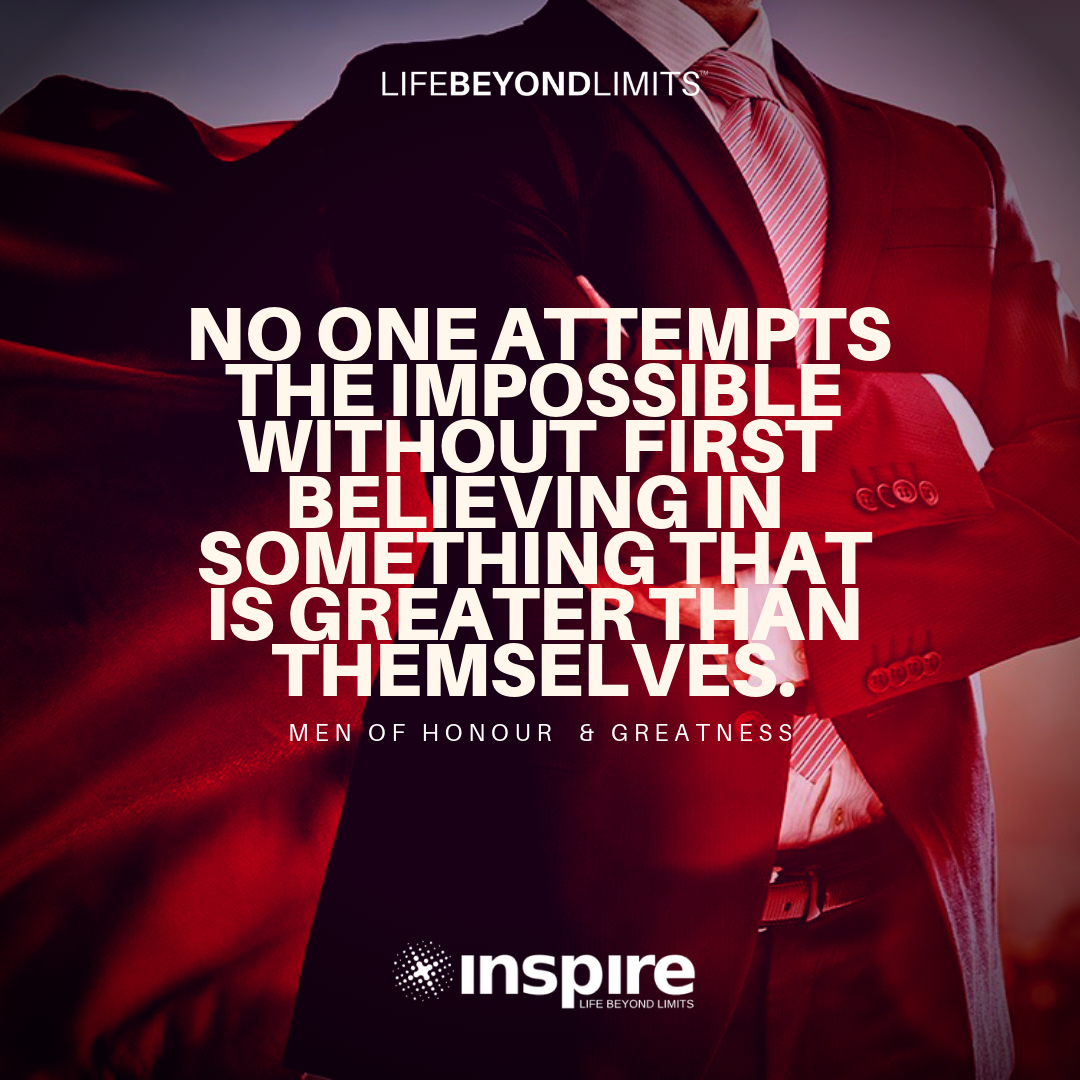 LIFEBEYONDLIMITS™
NO ONE ATTEMPTS
THE IMPOSSIBLE
WITHOUT FIRST
BELIEVING IN
SOMETHING THAT
IS GREATER THAN
THEMSELVES.
MEN OF HONOUR & GREATNESS
inspire
LIFE BEYOND LIMITS